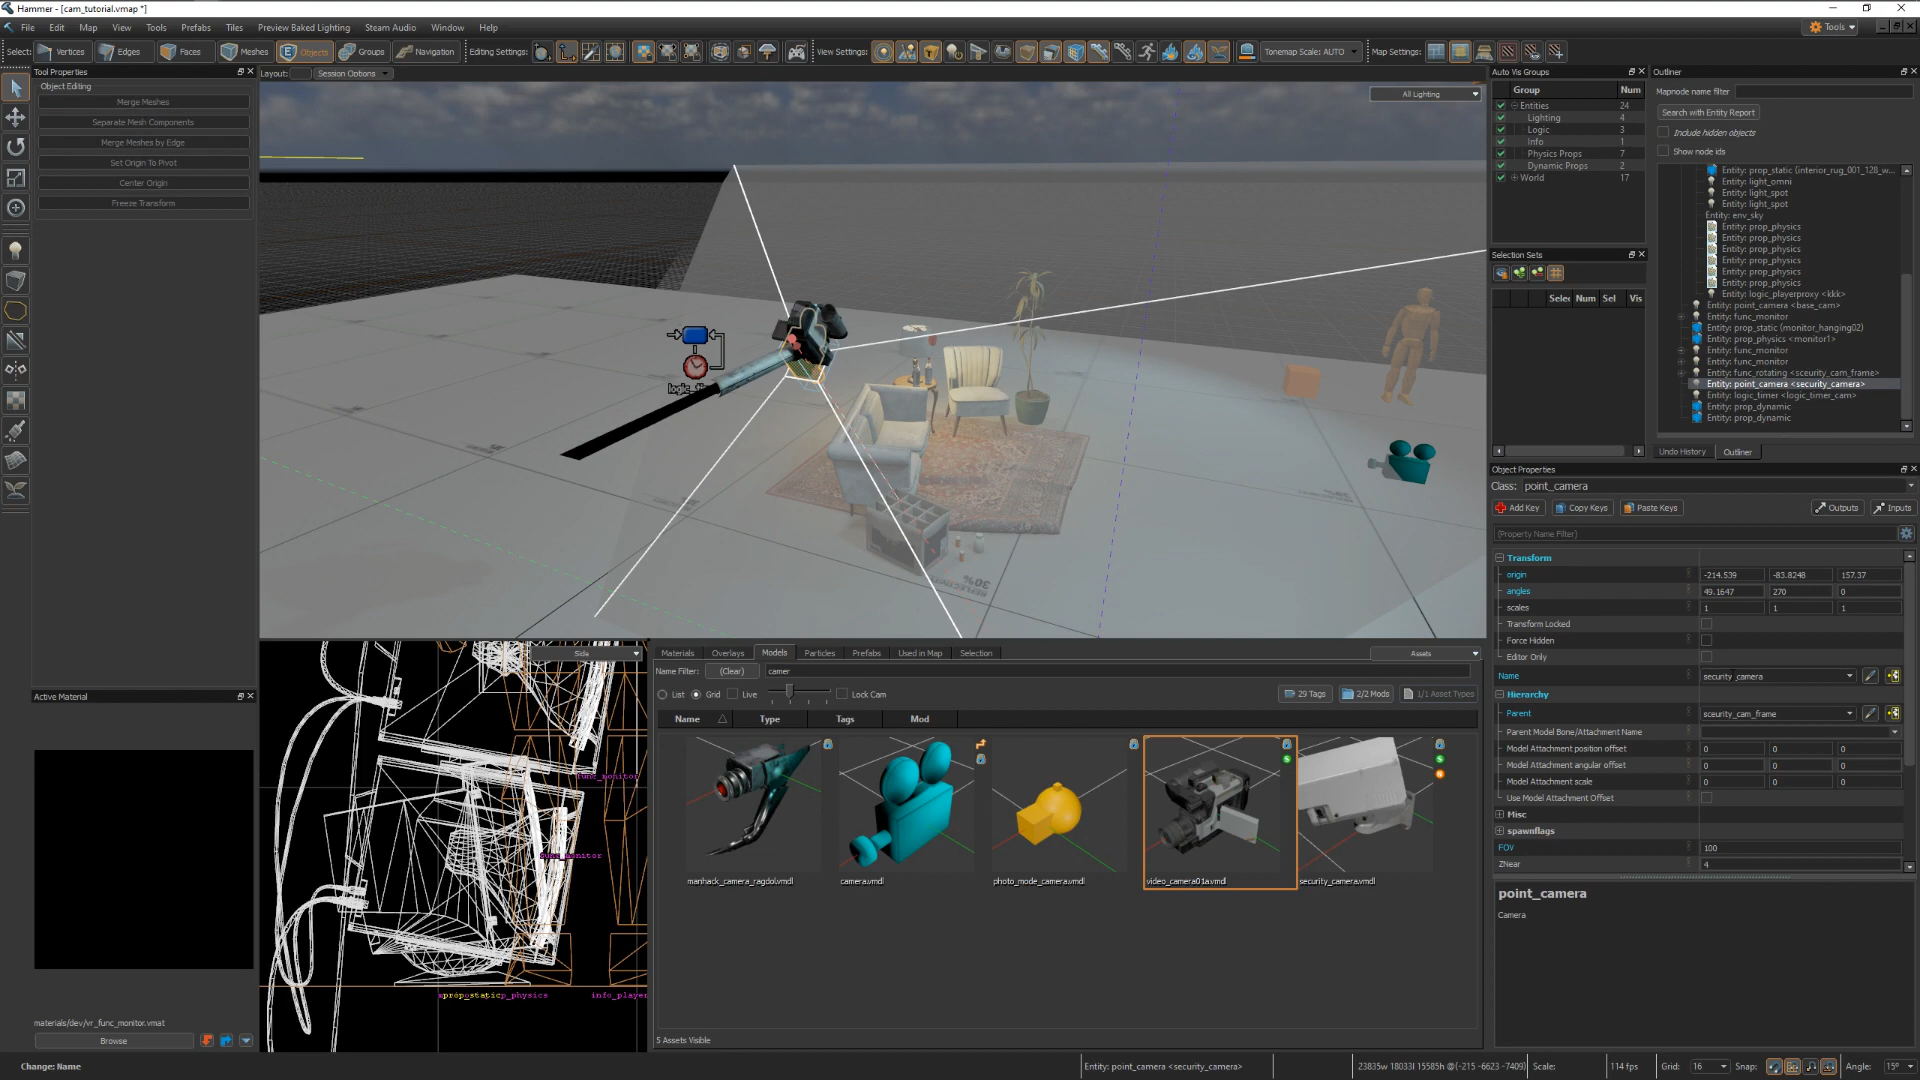 Hammer - [cam_tutorial.vmap *]
File Edit Map View Tools Prefabs Tiles Preview Baked Lighting Steam Audio Window Help
Tools
Select: Vertices Edges Faces Meshes Objects Groups Navigation Editing Settings: View Settings: Tonemap Scale: AUTO Map Settings:
Tool Properties
Object Editing
Merge Meshes
Separate Mesh Components
Merge Meshes by Edge
Set Origin To Pivot
Center Origin
Freeze Transform
Layout: Session Options
All Lighting
30%
Auto Vis Groups
Group Num
Entities 24
Lighting 4
Logic 3
Info 1
Physics Props 7
Dynamic Props 2
World 17
Selection Sets
Selec Num Sel Vis
Outliner
Mapnode name filter
Search with Entity Report
Include hidden objects
Show node ids
Entity: prop_static (interior_rug_001_128_w...
Entity: light_omni
Entity: light_spot
Entity: light_spot
Entity: env_sky
Entity: prop_physics
Entity: prop_physics
Entity: prop_physics
Entity: prop_physics
Entity: prop_physics
Entity: prop_physics
Entity: logic_playerproxy <kkk>
Entity: point_camera <base_cam>
Entity: func_monitor
Entity: prop_static (monitor_hanging02)
Entity: prop_physics <monitor1>
Entity: func_monitor
Entity: func_monitor
Entity: func_rotating <sceurity_cam_frame>
Entity: point_camera <security_camera>
Entity: logic_timer <logic_timer_cam>
Entity: prop_dynamic
Entity: prop_dynamic
Undo History Outliner
Object Properties
Class: point_camera
Add Key Copy Keys Paste Keys Outputs Inputs
(Property Name Filter)
Transform
origin -214.539 -83.8248 157.37
angles 49.1647 270 0
scales 1 1 1
Transform Locked
Force Hidden
Editor Only
Name security_camera
Hierarchy
Parent sceurity_cam_frame
Parent Model Bone/Attachment Name
Model Attachment position offset 0 0 0
Model Attachment angular offset 0 0 0
Model Attachment scale 0 0 0
Use Model Attachment Offset
Misc
spawnflags
FOV 100
ZNear 4
point_camera
Camera
Active Material
materials/dev/vr_func_monitor.vmat
Browse
Side
func_monitor
func_monitor
info_player
Materials Overlays Models Particles Prefabs Used in Map Selection Assets
Name Filter: (Clear) camer
List Grid Live Lock Cam 29 Tags 2/2 Mods 1/1 Asset Types
Name Type Tags Mod
manhack_camera_ragdol.vmdl camera.vmdl photo_mode_camera.vmdl video_camera01a.vmdl security_camera.vmdl
5 Assets Visible
Change: Name
Entity: point_camera <security_camera> 23835w 18033l 15585h @(-215 -6623 -7409) Scale: 114 fps Grid: 16 Snap: Angle: 15°